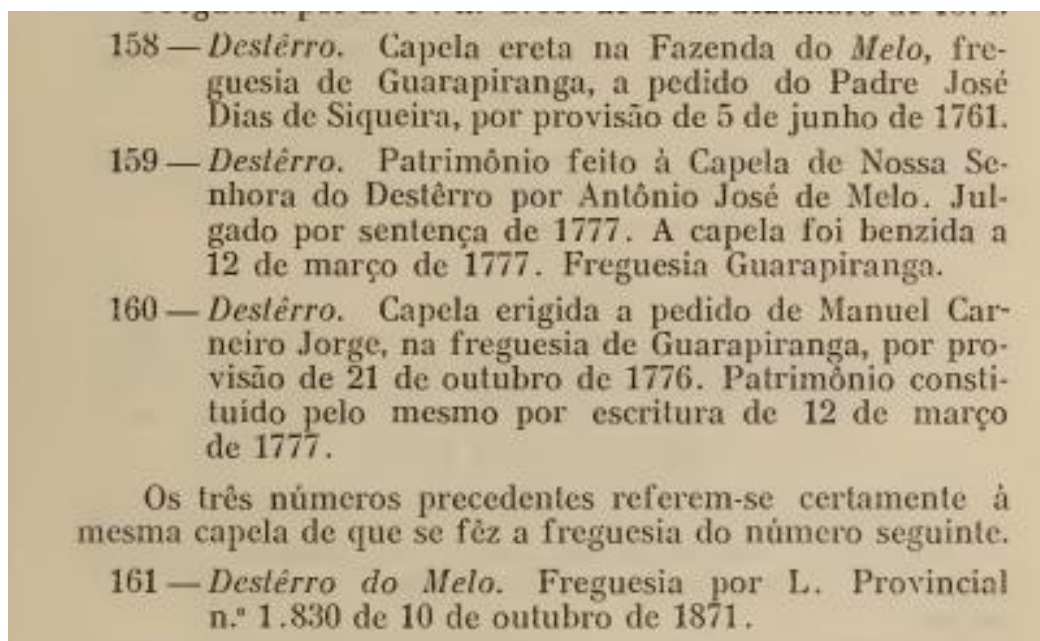 158 — Destêrro. Capela ereta na Fazenda do Melo, fre-
guesia de Guarapiranga, a pedido do Padre José
Dias de Siqueira, por provisão de 5 de junho de 1761.
159 — Destêrro. Patrimônio feito à Capela de Nossa Se-
nhora do Destêrro por Antônio José de Melo. Jul-
gado por sentença de 1777. A capela foi benzida a
12 de março de 1777. Freguesia Guarapiranga.
160 — Destêrro. Capela erigida a pedido de Manuel Car-
neiro Jorge, na freguesia de Guarapiranga, por pro-
visão de 21 de outubro de 1776. Patrimônio consti-
tuído pelo mesmo por escritura de 12 de março
de 1777.
Os três números precedentes referem-se certamente à
mesma capela de que se fêz a freguesia do número seguinte.
161 — Destêrro do Melo. Freguesia por L. Provincial
n.º 1.830 de 10 de outubro de 1871.